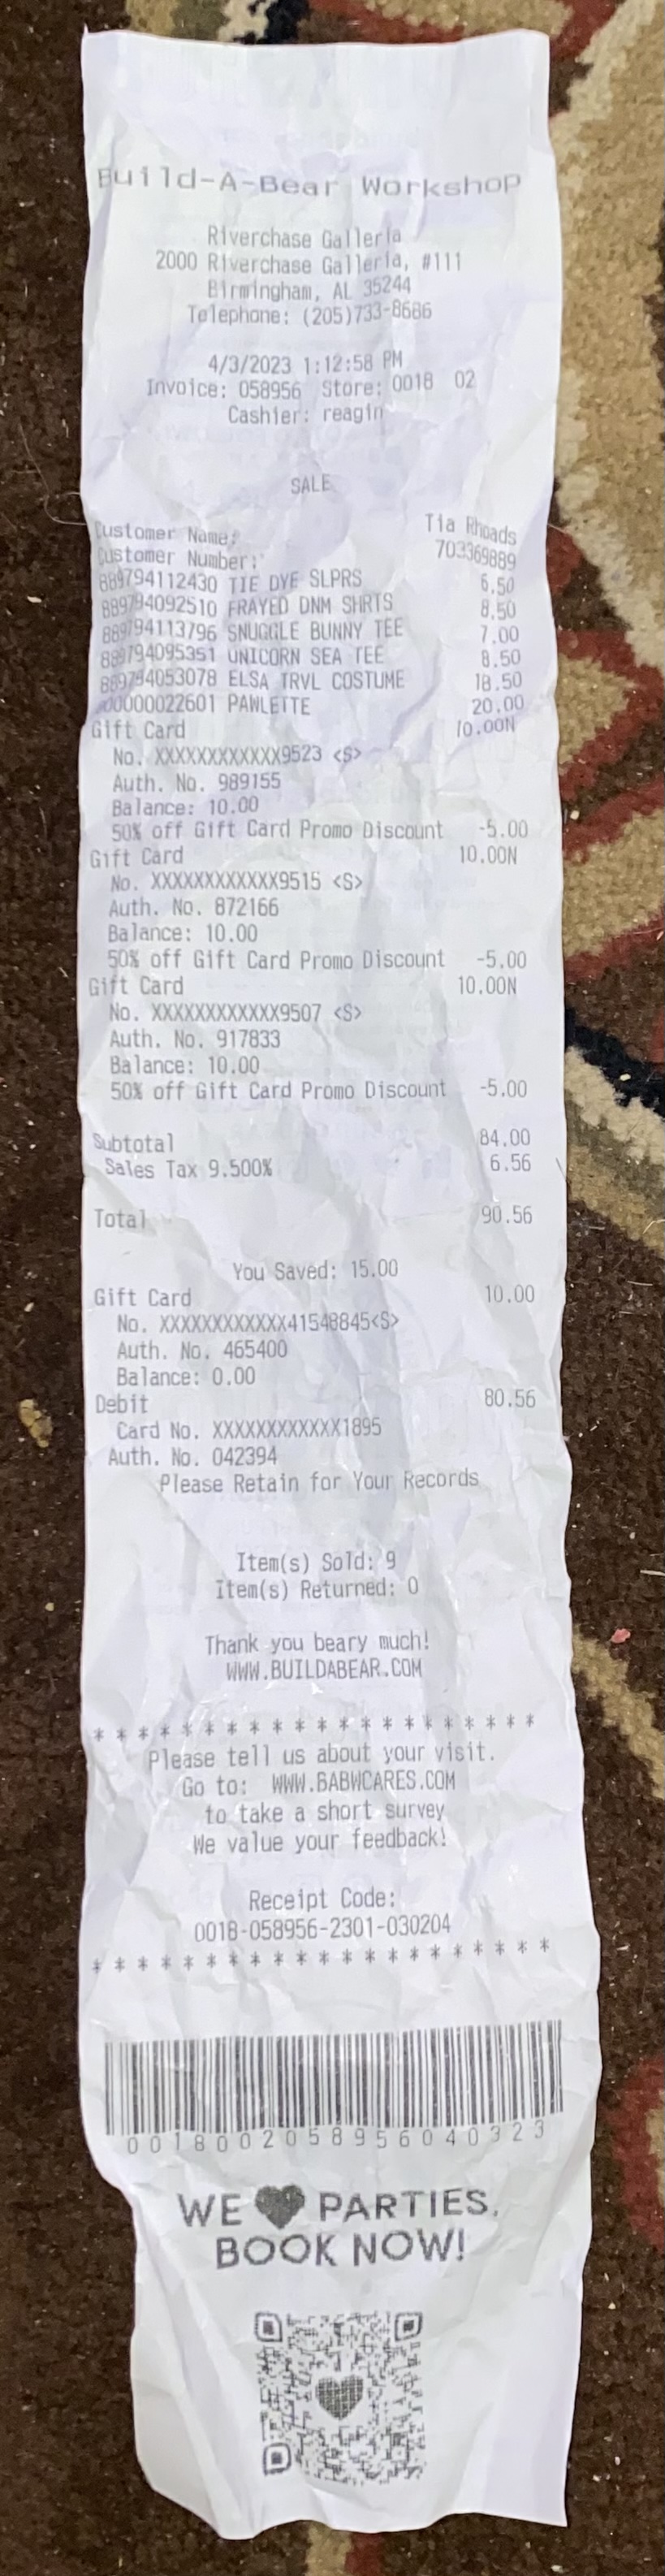 Build-A-Bear Workshop
Riverchase Galleria
2000 Riverchase Galleria, #111
Birmingham, AL 35244
Telephone: (205)733-8686
4/3/2023 1:12:58 PM
Invoice: 058956 Store: 0018 02
Cashier: reagin
SALE
Customer Name: Tia Rhoads
Customer Number: 703369889
889794112430 TIE DYE SLPRS 6.50
889794092510 FRAYED DNM SHRTS 8.50
889794113796 SNUGGLE BUNNY TEE 7.00
889794095351 UNICORN SEA TEE 8.50
889794053078 ELSA TRVL COSTUME 18.50
000000022601 PAWLETTE 20.00
Gift Card 10.00N
No. XXXXXXXXXXXX9523 <S>
Auth. No. 989155
Balance: 10.00
50% off Gift Card Promo Discount -5.00
Gift Card 10.00N
No. XXXXXXXXXXXX9515 <S>
Auth. No. 872166
Balance: 10.00
50% off Gift Card Promo Discount -5.00
Gift Card 10.00N
No. XXXXXXXXXXXX9507 <S>
Auth. No. 917833
Balance: 10.00
50% off Gift Card Promo Discount -5.00
Subtotal 84.00
Sales Tax 9.500% 6.56
Total 90.56
You Saved: 15.00
Gift Card 10.00
No. XXXXXXXXXXXX41548845<S>
Auth. No. 465400
Balance: 0.00
Debit 80.56
Card No. XXXXXXXXXXXX1895
Auth. No. 042394
Please Retain for Your Records
Item(s) Sold: 9
Item(s) Returned: 0
Thank you beary much!
WWW.BUILDABEAR.COM
* * * * * * * * * * * * * * * * * * * *
Please tell us about your visit.
Go to: WWW.BABWCARES.COM
to take a short survey
We value your feedback!
Receipt Code:
0018-058956-2301-030204
* * * * * * * * * * * * * * * * * * * * *
0018002058956040323
WE ♥ PARTIES,
BOOK NOW!